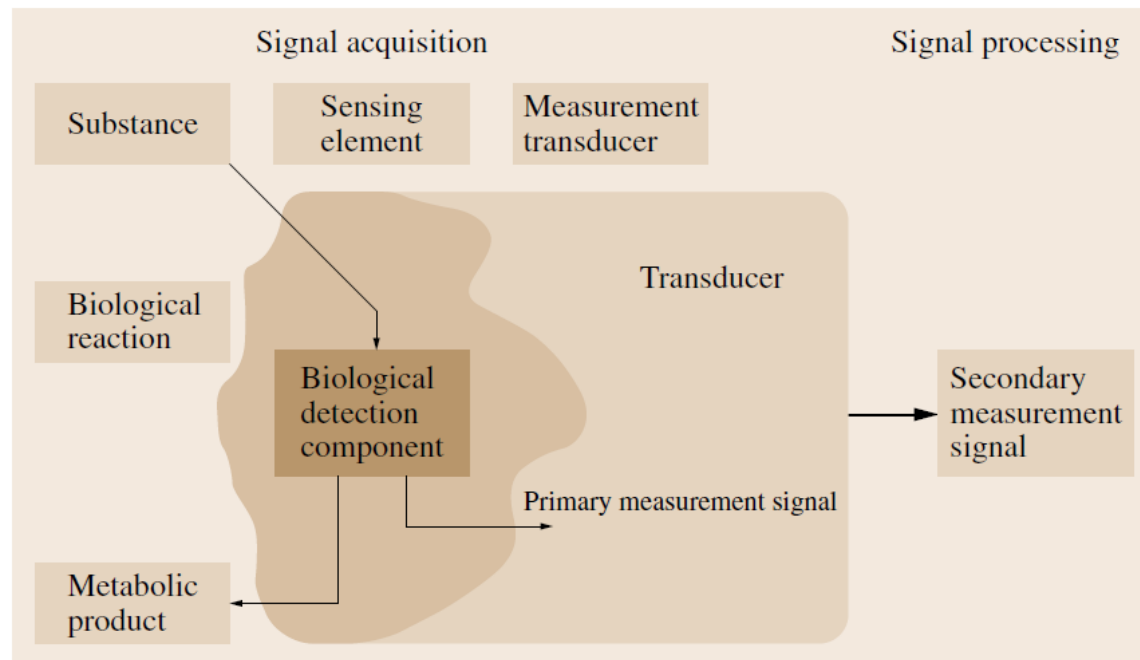 Signal acquisition
Signal processing
Substance
Sensing
element
Measurement
transducer
Transducer
Biological
reaction
Biological
detection
component
Secondary
measurement
signal
Primary measurement signal
Metabolic
product